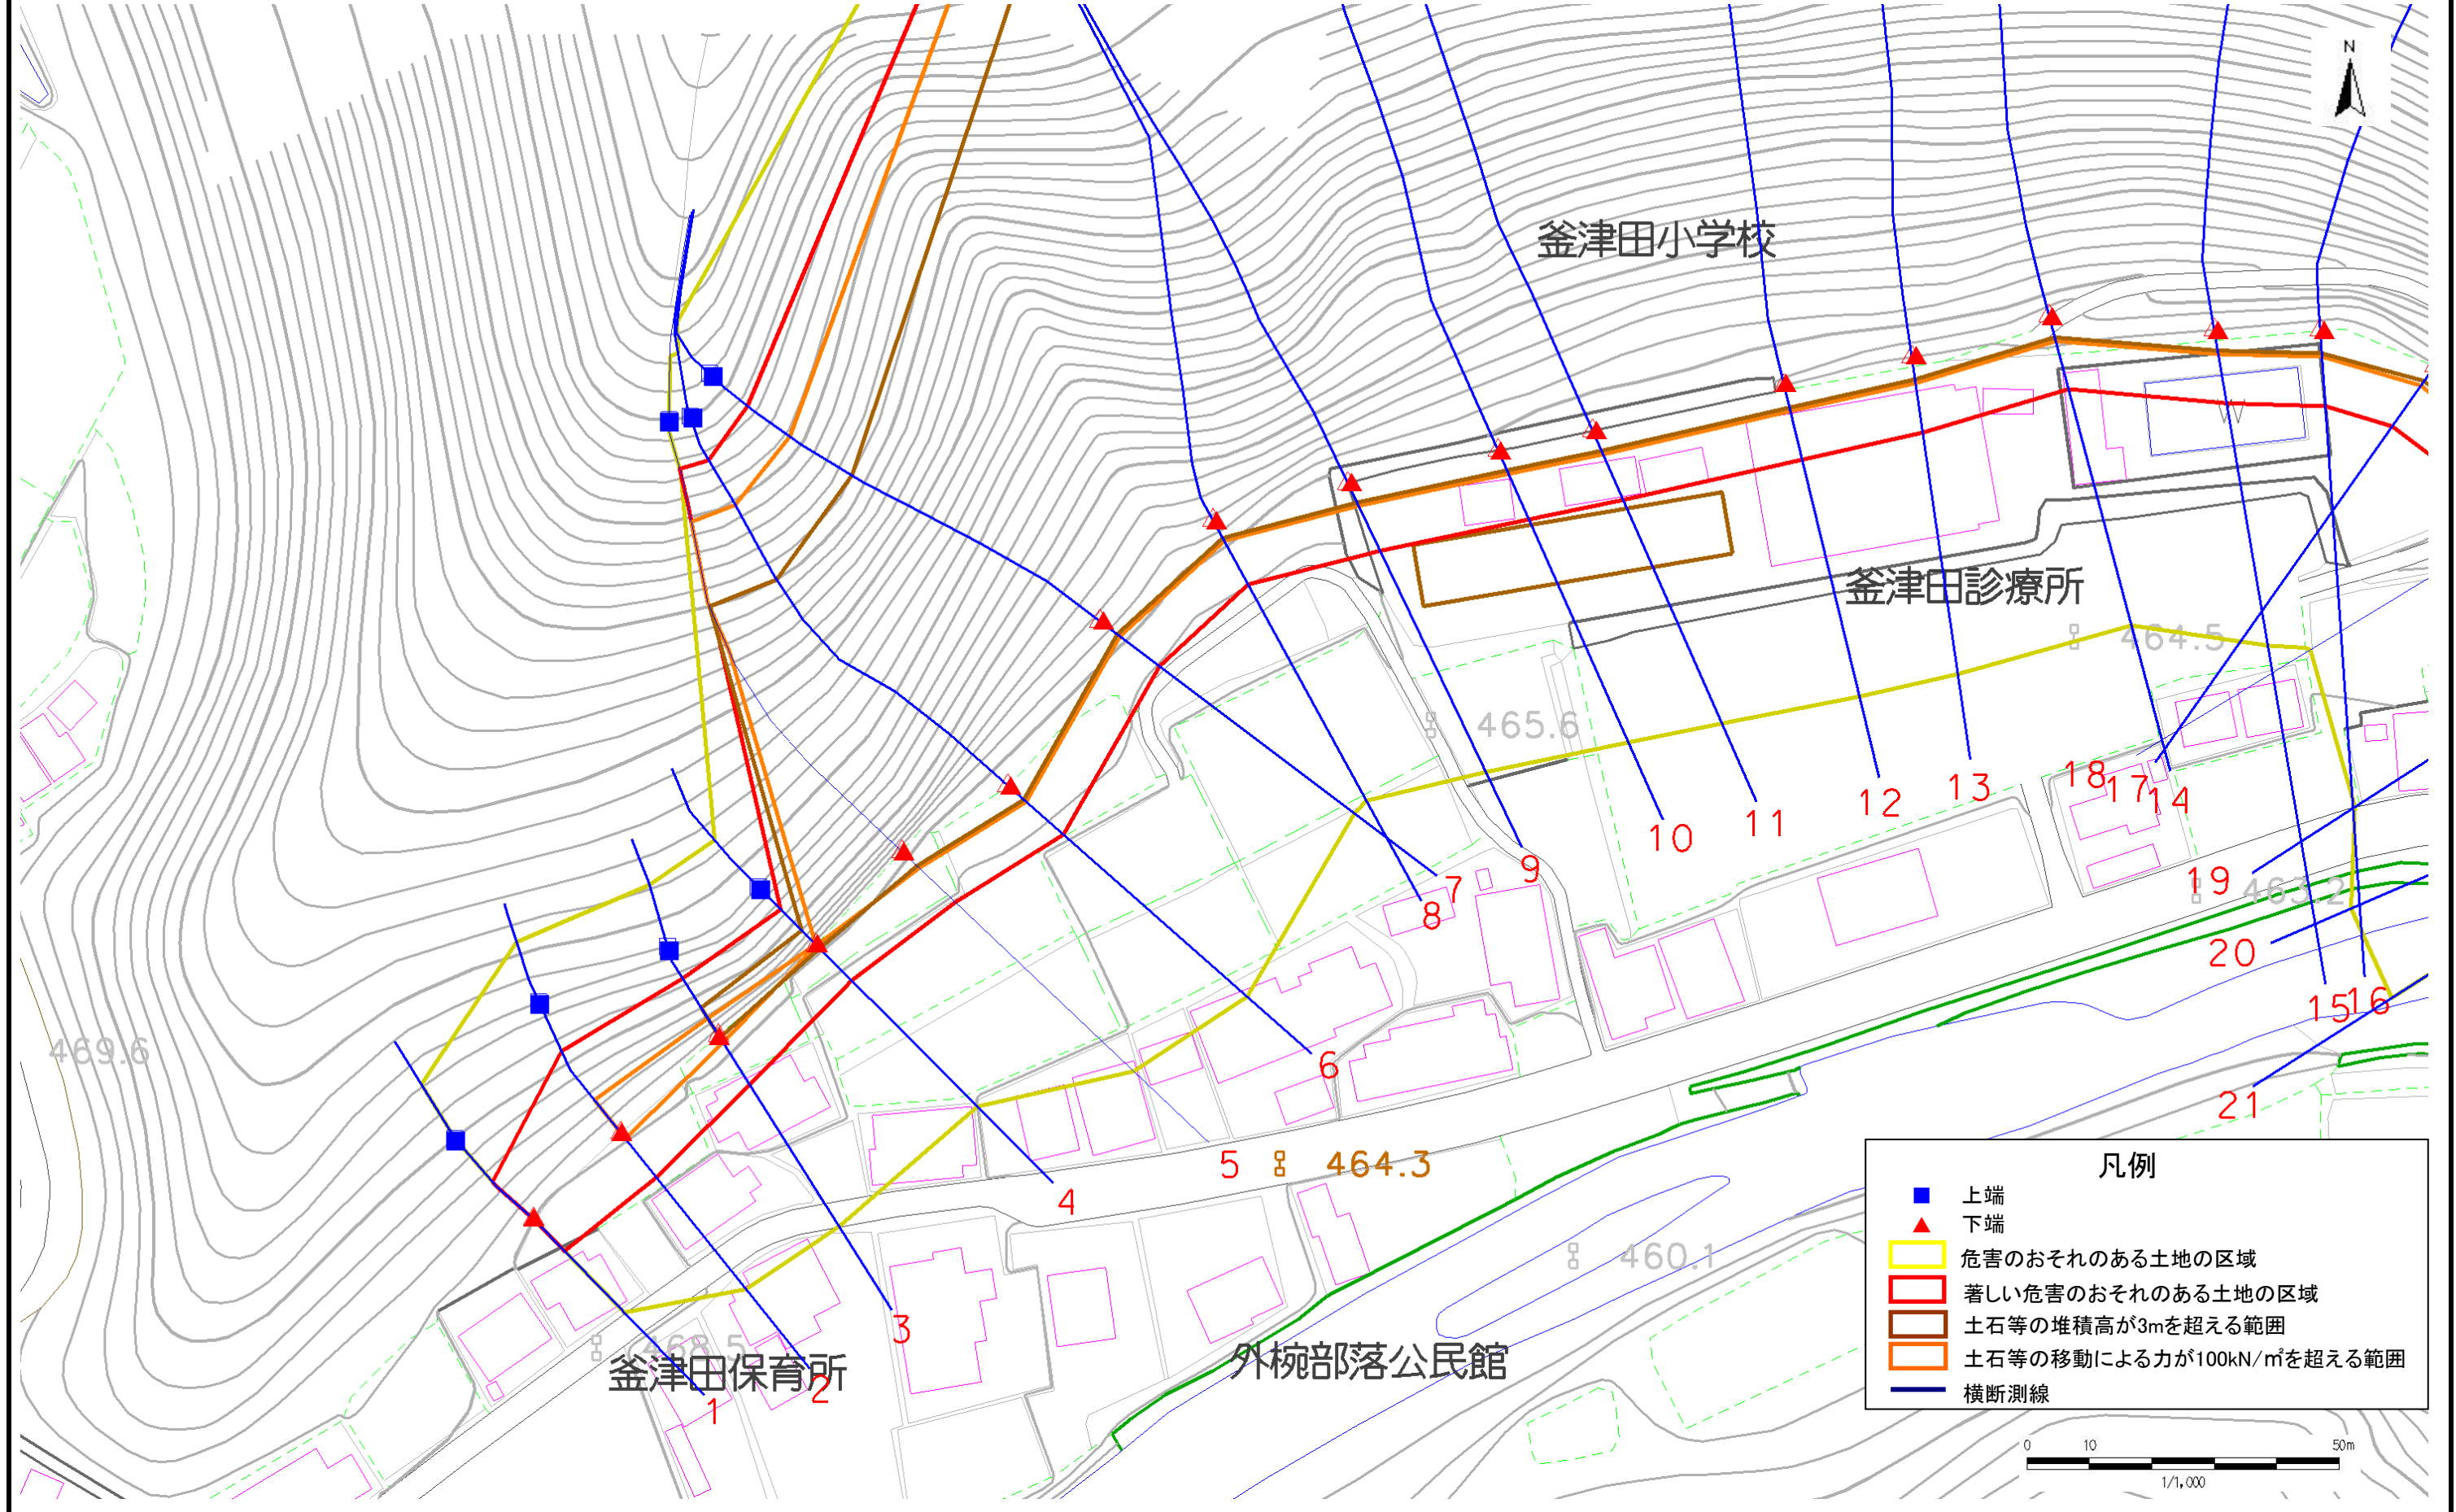 N
釜津田小学校
釜津田診療所
464.5
465.6
18
17
14
13
12
11
10
9
7
8
19
463.2
20
15
16
6
21
469.6
5
464.3
4
460.1
3
468.5
釜津田保育所
外椀部落公民館
2
1
凡例
上端
下端
危害のおそれのある土地の区域
著しい危害のおそれのある土地の区域
土石等の堆積高が3mを超える範囲
土石等の移動による力が100kN/㎡を超える範囲
横断測線
0 10 50m
1/1,000